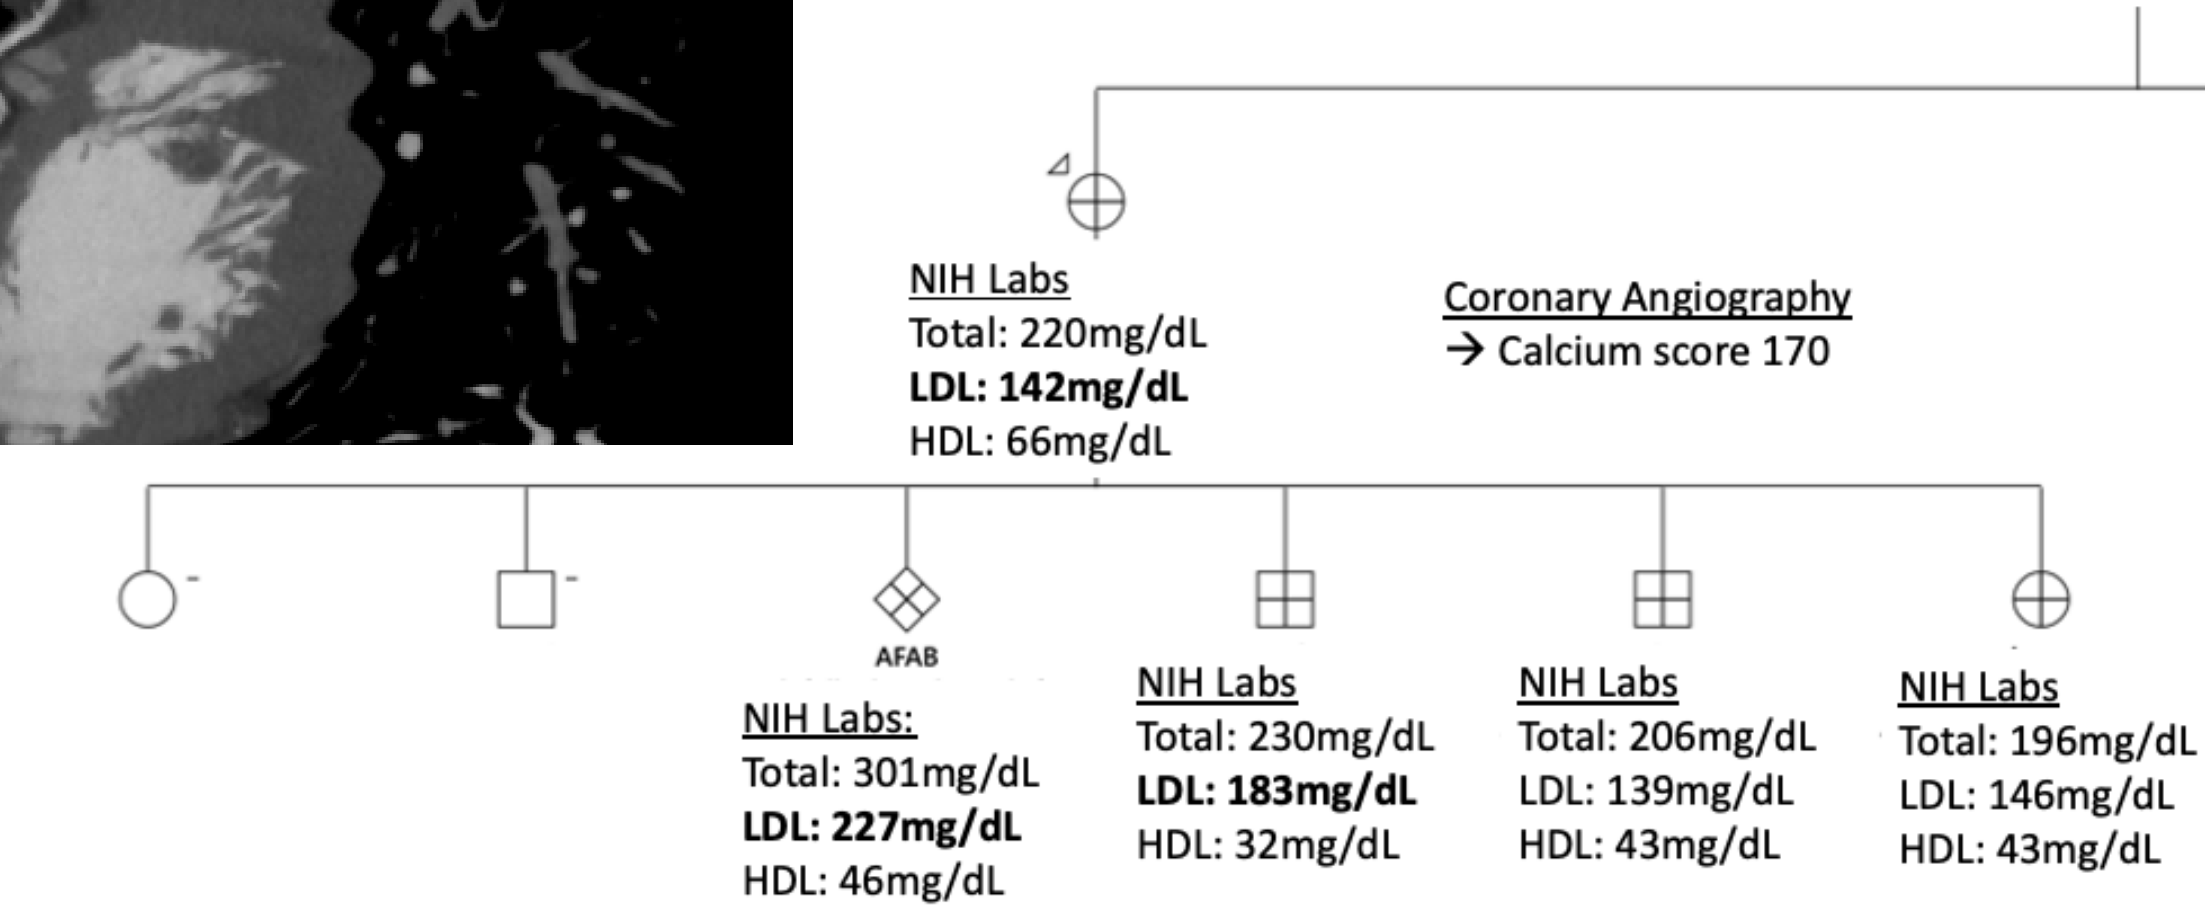 NIH Labs
Total: 220mg/dL
LDL: 142mg/dL
HDL: 66mg/dL
Coronary Angiography
→ Calcium score 170
-
-
AFAB
NIH Labs:
Total: 301mg/dL
LDL: 227mg/dL
HDL: 46mg/dL
NIH Labs
Total: 230mg/dL
LDL: 183mg/dL
HDL: 32mg/dL
NIH Labs
Total: 206mg/dL
LDL: 139mg/dL
HDL: 43mg/dL
NIH Labs
Total: 196mg/dL
LDL: 146mg/dL
HDL: 43mg/dL